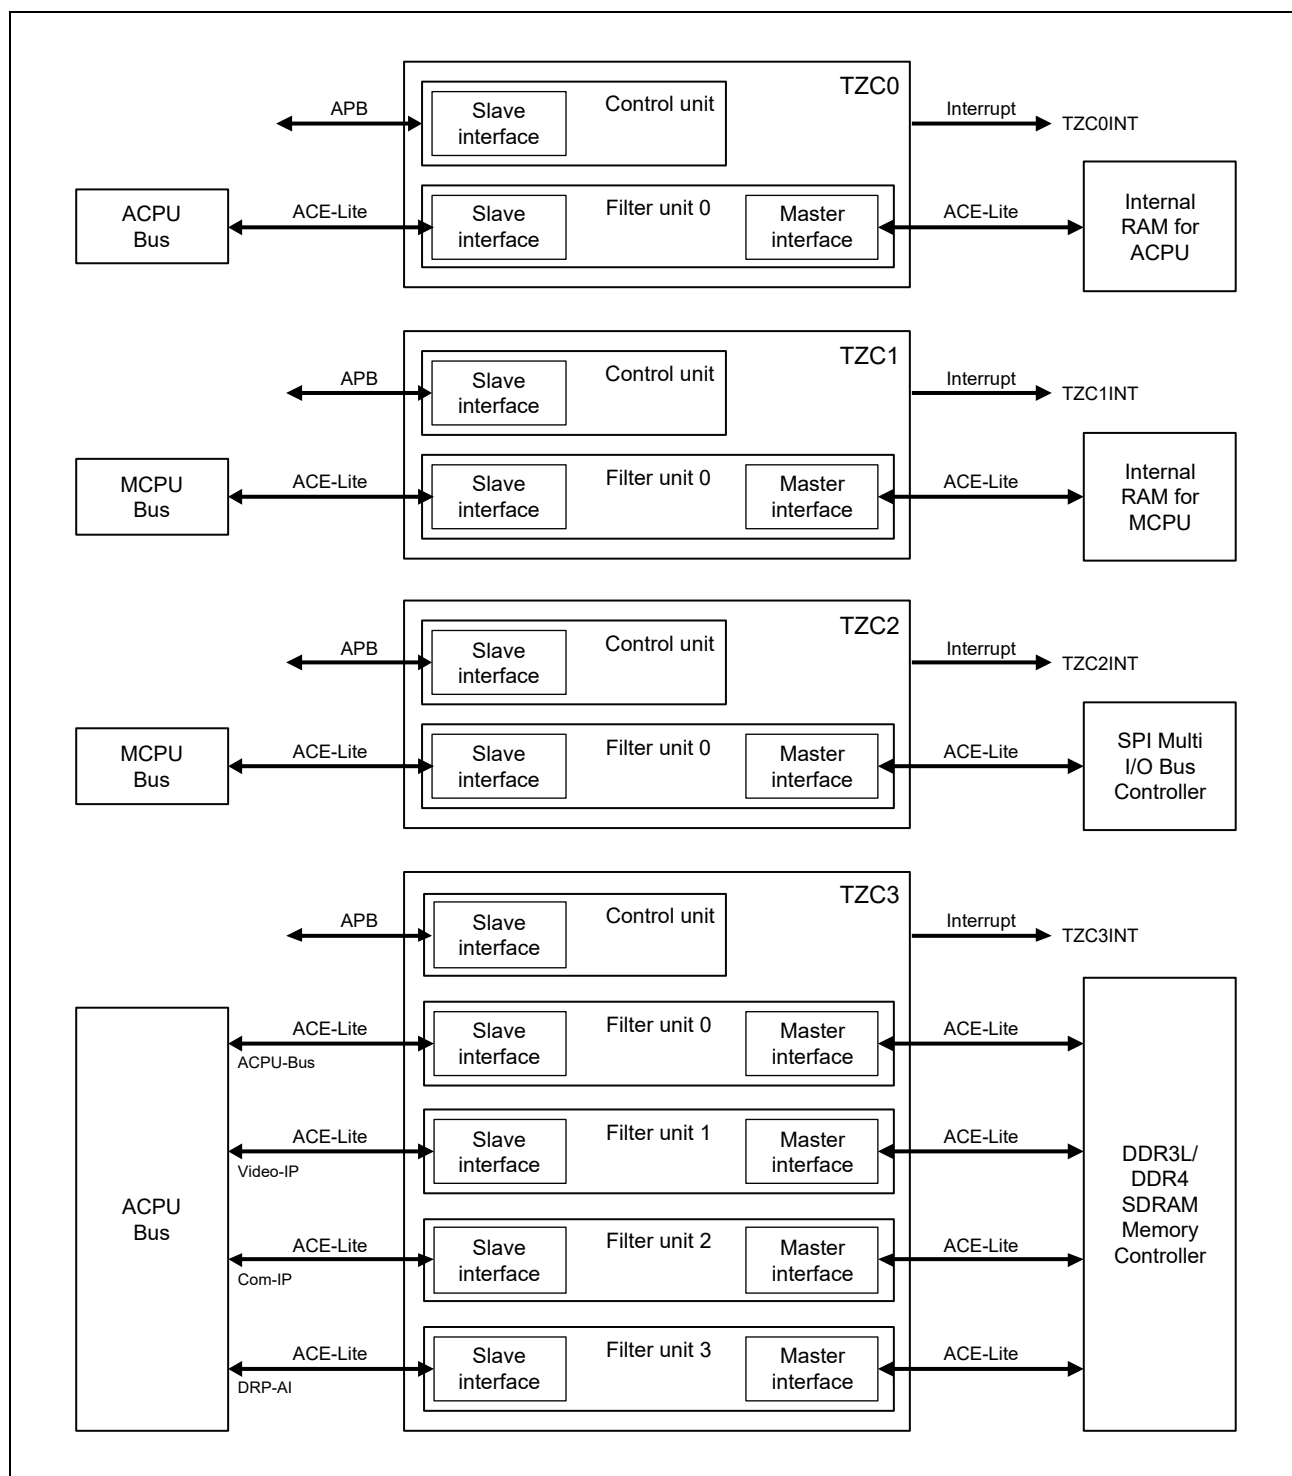 TZC0
APB
Slave
interface
Control unit
Interrupt
TZC0INT
ACPU
Bus
ACE-Lite
Slave
interface
Filter unit 0
Master
interface
ACE-Lite
Internal
RAM for
ACPU
TZC1
APB
Slave
interface
Control unit
Interrupt
TZC1INT
MCPU
Bus
ACE-Lite
Slave
interface
Filter unit 0
Master
interface
ACE-Lite
Internal
RAM for
MCPU
TZC2
APB
Slave
interface
Control unit
Interrupt
TZC2INT
MCPU
Bus
ACE-Lite
Slave
interface
Filter unit 0
Master
interface
ACE-Lite
SPI Multi
I/O Bus
Controller
TZC3
APB
Slave
interface
Control unit
Interrupt
TZC3INT
ACPU
Bus
ACE-Lite
ACPU-Bus
Slave
interface
Filter unit 0
Master
interface
ACE-Lite
ACE-Lite
Video-IP
Slave
interface
Filter unit 1
Master
interface
ACE-Lite
ACE-Lite
Com-IP
Slave
interface
Filter unit 2
Master
interface
ACE-Lite
ACE-Lite
DRP-AI
Slave
interface
Filter unit 3
Master
interface
ACE-Lite
DDR3L/
DDR4
SDRAM
Memory
Controller